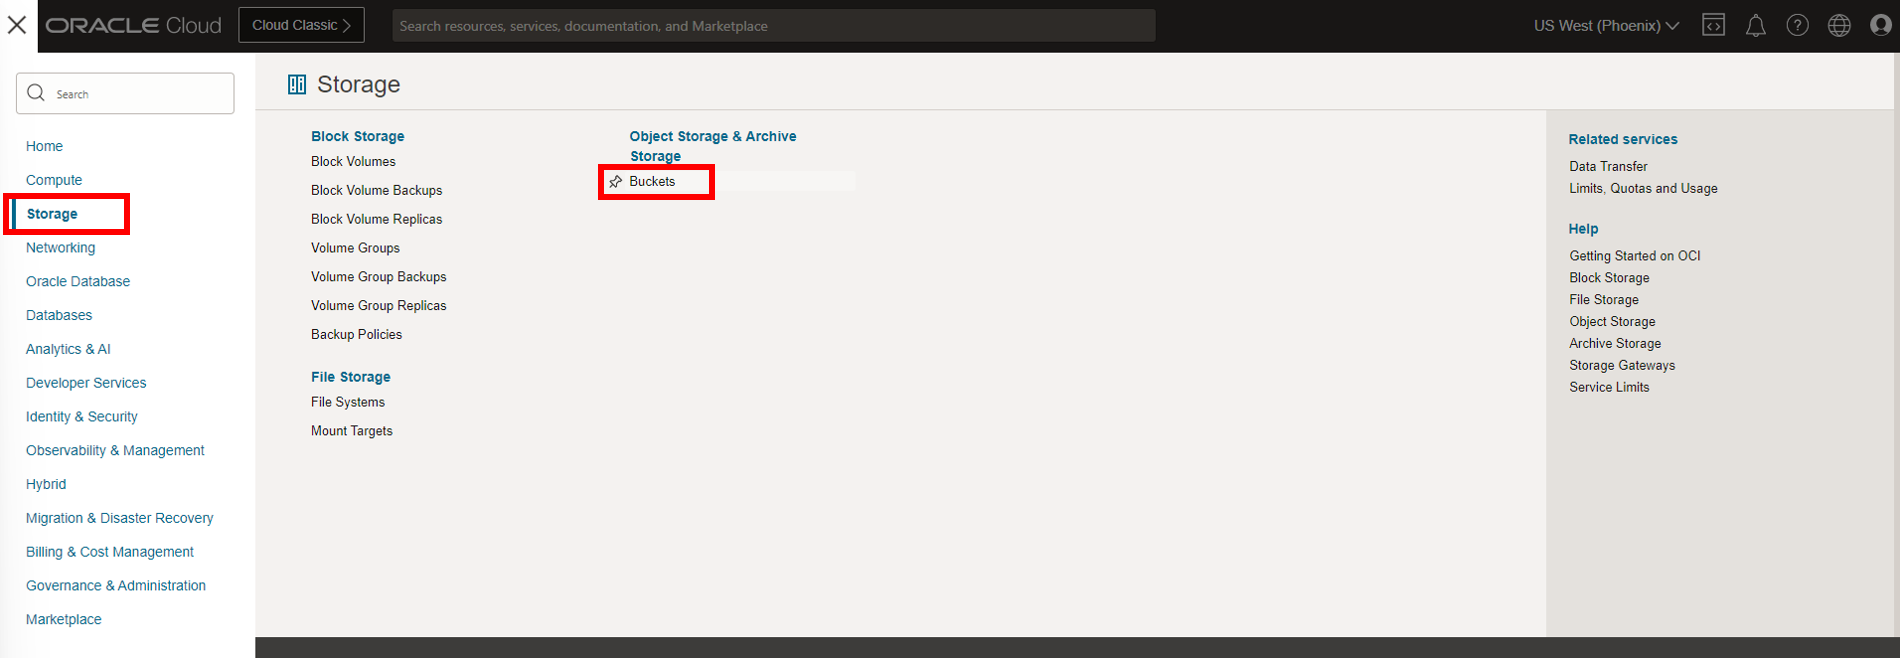 ORACLE Cloud
Cloud Classic
Search resources, services, documentation, and Marketplace
US West (Phoenix)
Search
Home
Compute
Storage
Networking
Oracle Database
Databases
Analytics & AI
Developer Services
Identity & Security
Observability & Management
Hybrid
Migration & Disaster Recovery
Billing & Cost Management
Governance & Administration
Marketplace
Storage
Block Storage
Block Volumes
Block Volume Backups
Block Volume Replicas
Volume Groups
Volume Group Backups
Volume Group Replicas
Backup Policies
File Storage
File Systems
Mount Targets
Object Storage & Archive
Storage
Buckets
Related services
Data Transfer
Limits, Quotas and Usage
Help
Getting Started on OCI
Block Storage
File Storage
Object Storage
Archive Storage
Storage Gateways
Service Limits